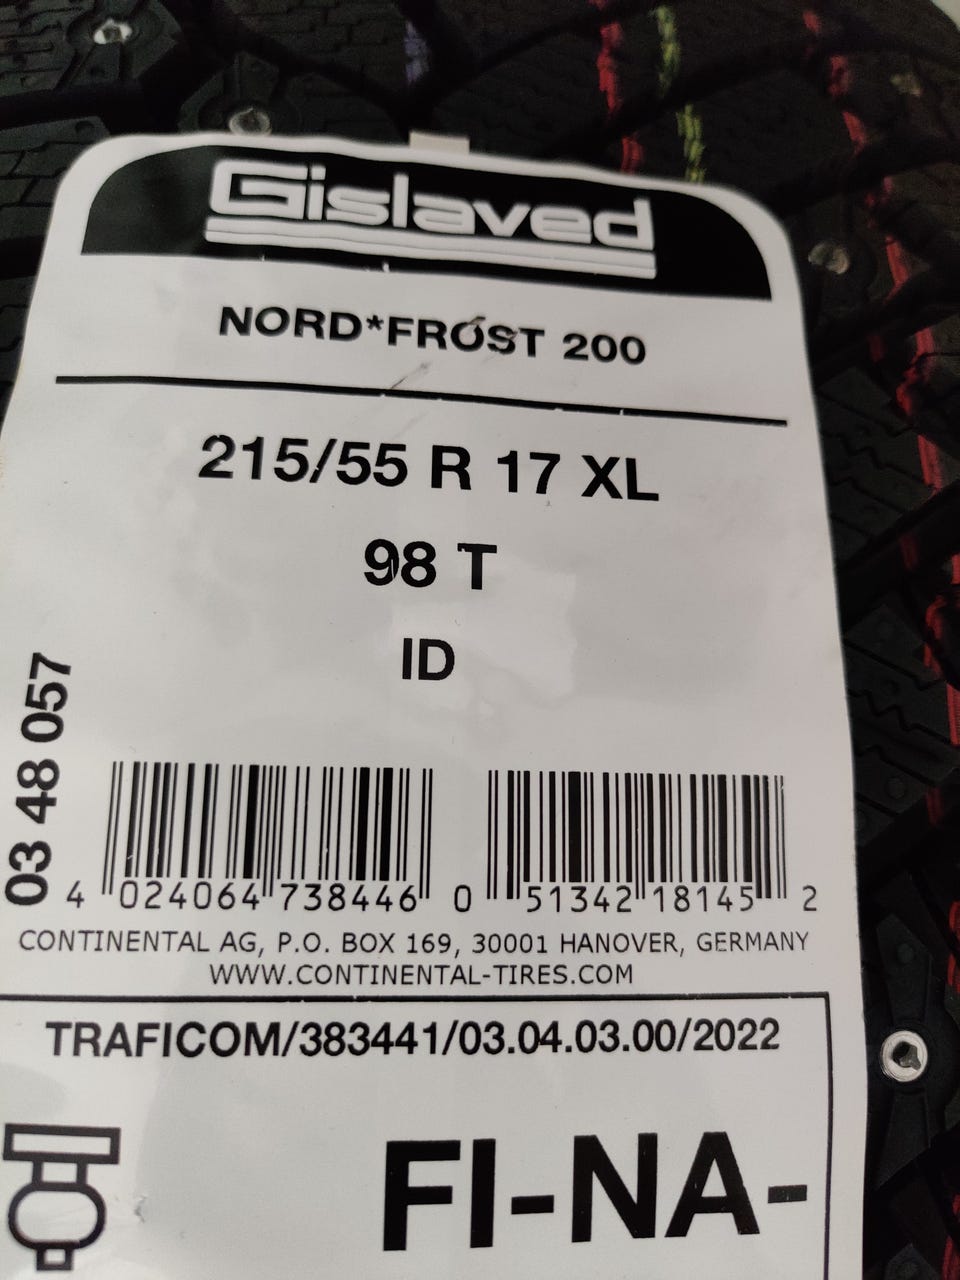 Gislaved
NORD*FROST 200
215/55 R 17 XL
98 T
ID
03 48 057
4 024064 738446 0 51342 18145 2
CONTINENTAL AG, P.O. BOX 169, 30001 HANOVER, GERMANY
WWW.CONTINENTAL-TIRES.COM
TRAFICOM/383441/03.04.03.00/2022
FI-NA-